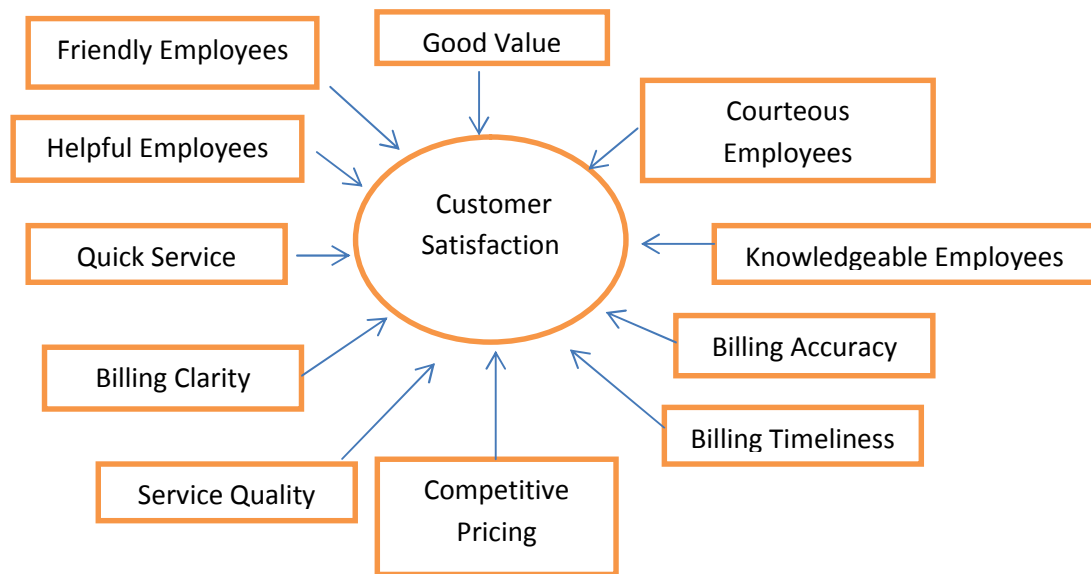 Friendly Employees
Good Value
Courteous
Employees
Helpful Employees
Customer
Satisfaction
Quick Service
Knowledgeable Employees
Billing Accuracy
Billing Clarity
Billing Timeliness
Service Quality
Competitive
Pricing